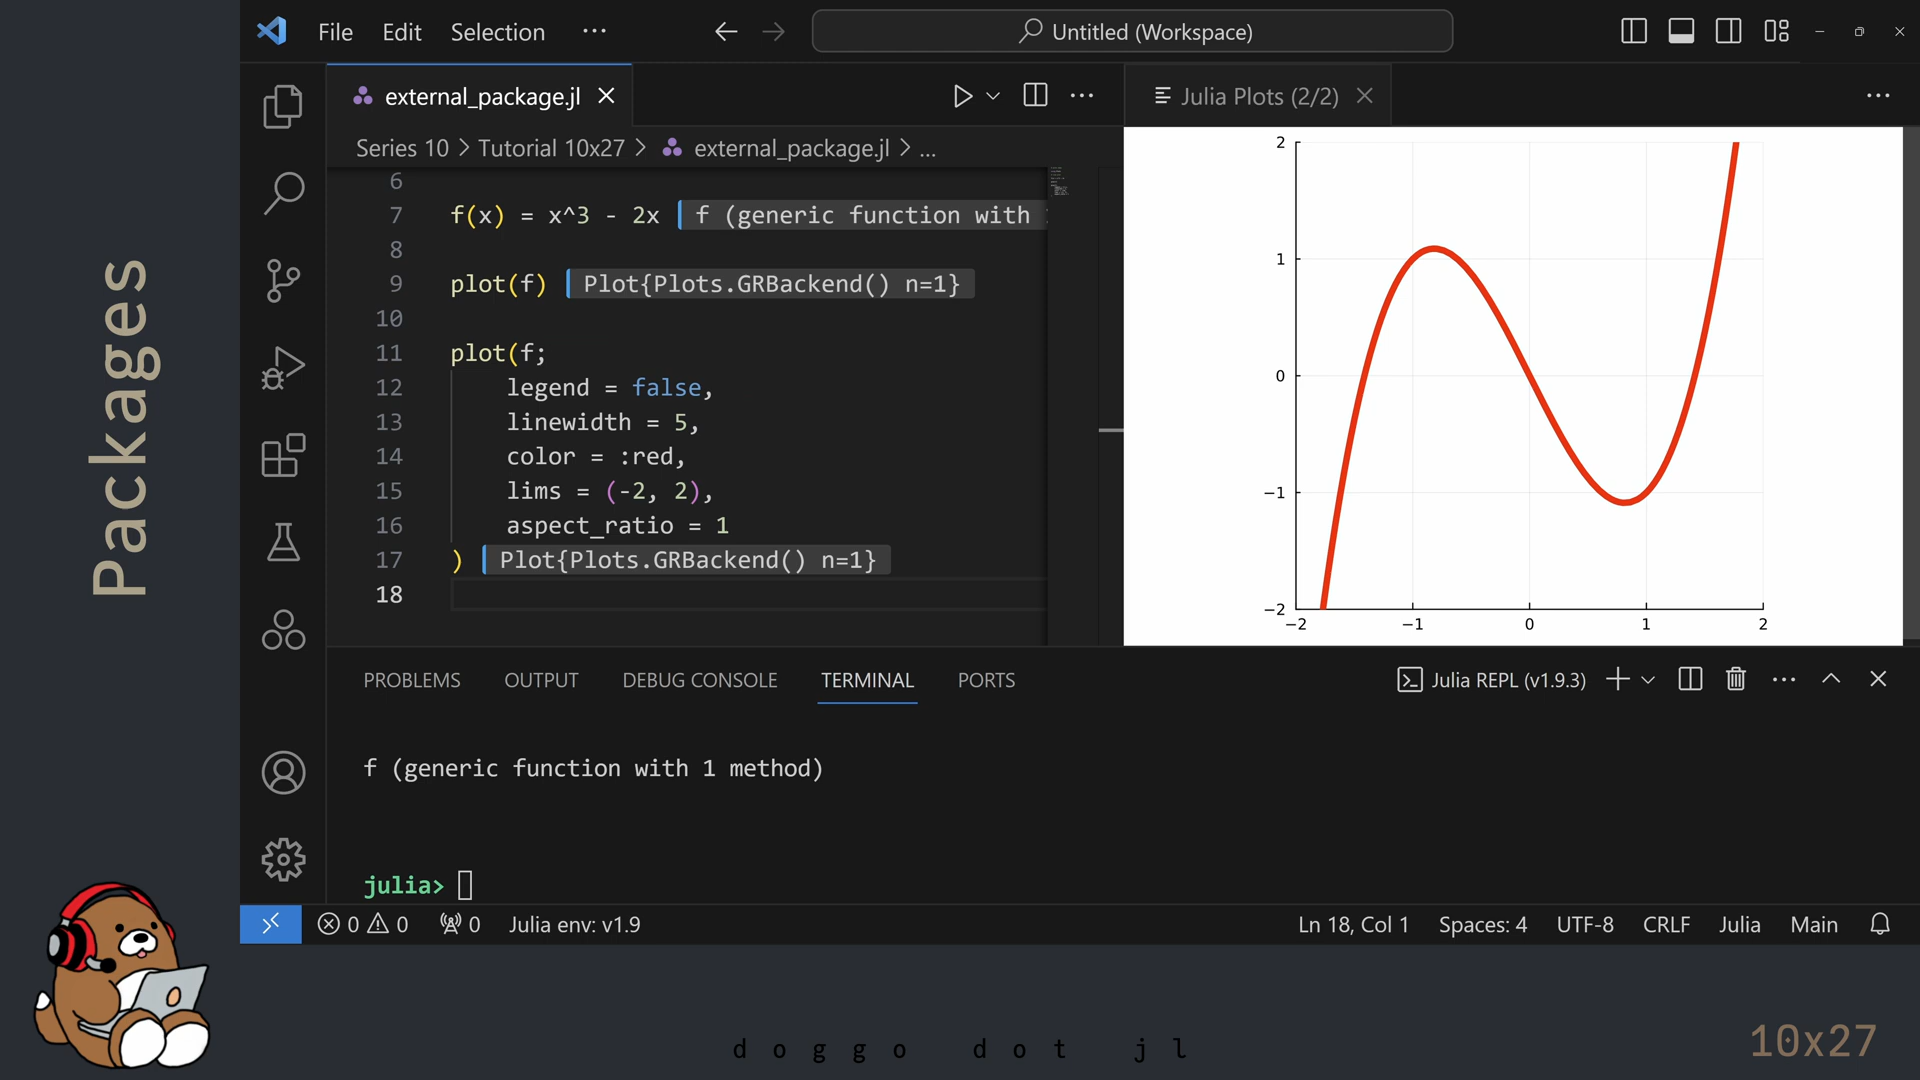 Packages
File Edit Selection ···
Untitled (Workspace)
external_package.jl
Julia Plots (2/2)
Series 10 > Tutorial 10x27 > external_package.jl > ...
6
7 f(x) = x^3 - 2x f (generic function with
8
9 plot(f) Plot{Plots.GRBackend() n=1}
10
11 plot(f;
12 legend = false,
13 linewidth = 5,
14 color = :red,
15 lims = (-2, 2),
16 aspect_ratio = 1
17 ) Plot{Plots.GRBackend() n=1}
18
2
1
0
−1
−2
−2 −1 0 1 2
PROBLEMS OUTPUT DEBUG CONSOLE TERMINAL PORTS
Julia REPL (v1.9.3)
f (generic function with 1 method)
julia>
0 0 0 Julia env: v1.9
Ln 18, Col 1 Spaces: 4 UTF-8 CRLF Julia Main
doggo dot jl
10x27